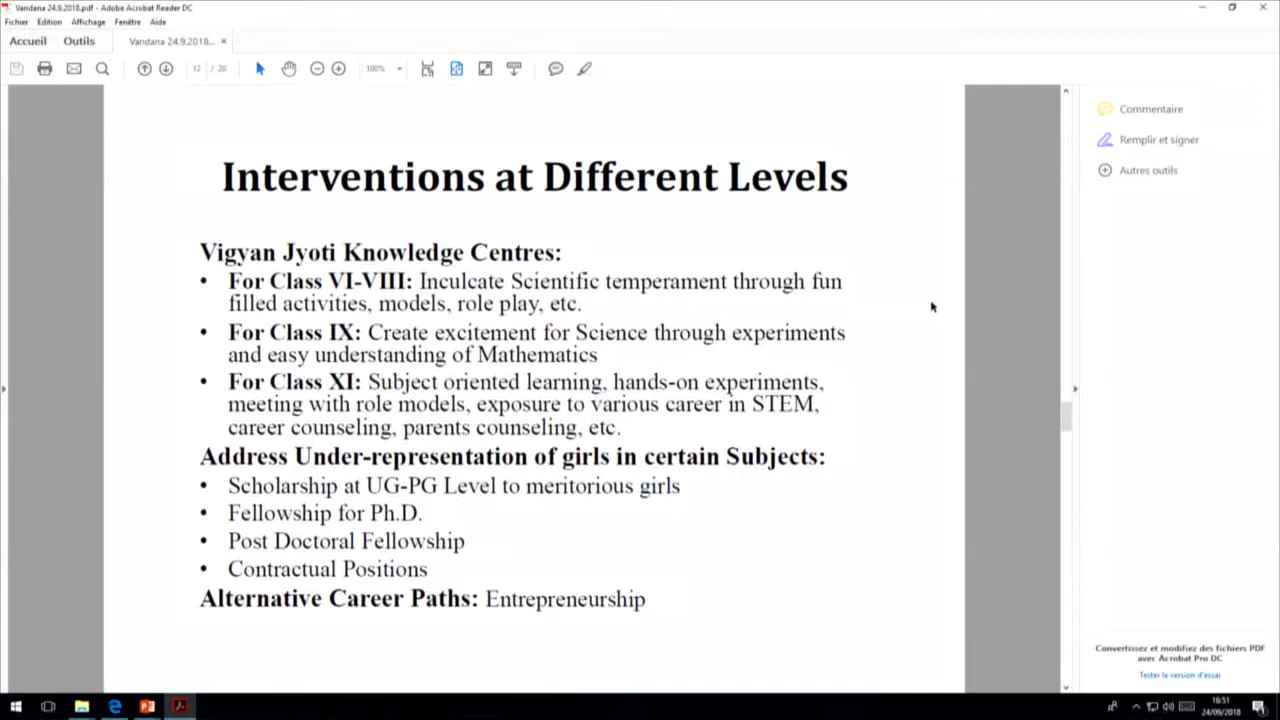 Vandana 24.9.2018.pdf - Adobe Acrobat Reader DC
Fichier Edition Affichage Fenêtre Aide
Accueil Outils Vandana 24.9.2018... ×
12 / 20 100%
Commentaire
Remplir et signer
Autres outils
Interventions at Different Levels
Vigyan Jyoti Knowledge Centres:
• For Class VI-VIII: Inculcate Scientific temperament through fun
filled activities, models, role play, etc.
• For Class IX: Create excitement for Science through experiments
and easy understanding of Mathematics
• For Class XI: Subject oriented learning, hands-on experiments,
meeting with role models, exposure to various career in STEM,
career counseling, parents counseling, etc.
Address Under-representation of girls in certain Subjects:
• Scholarship at UG-PG Level to meritorious girls
• Fellowship for Ph.D.
• Post Doctoral Fellowship
• Contractual Positions
Alternative Career Paths: Entrepreneurship
Convertissez et modifiez des fichiers PDF
avec Acrobat Pro DC
Tester la version d'essai
16:51
24/09/2018